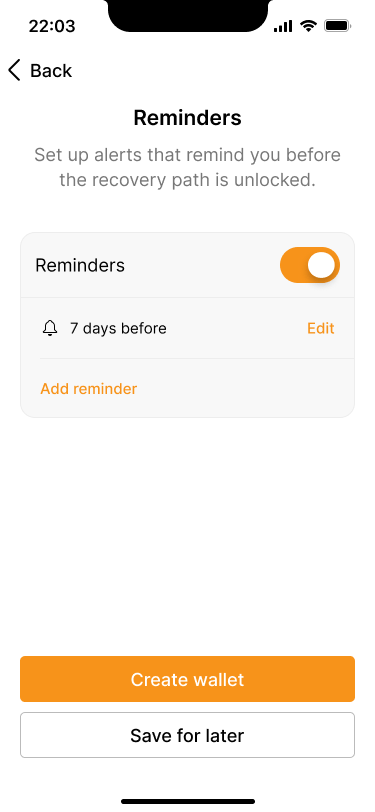 22:03
Back
Reminders
Set up alerts that remind you before
the recovery path is unlocked.
Reminders
7 days before Edit
Add reminder
Create wallet
Save for later